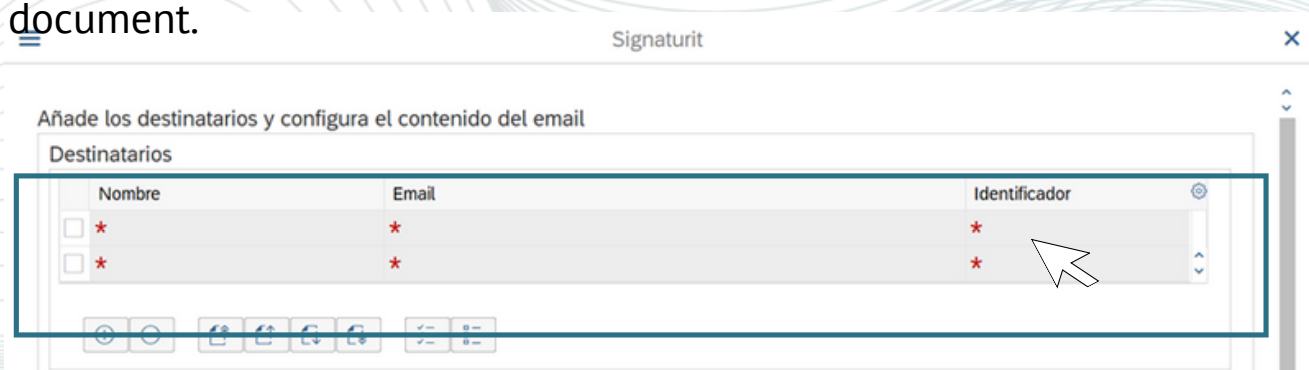 document.
Signaturit
Añade los destinatarios y configura el contenido del email
Destinatarios
Nombre Email Identificador
* * *
* * *